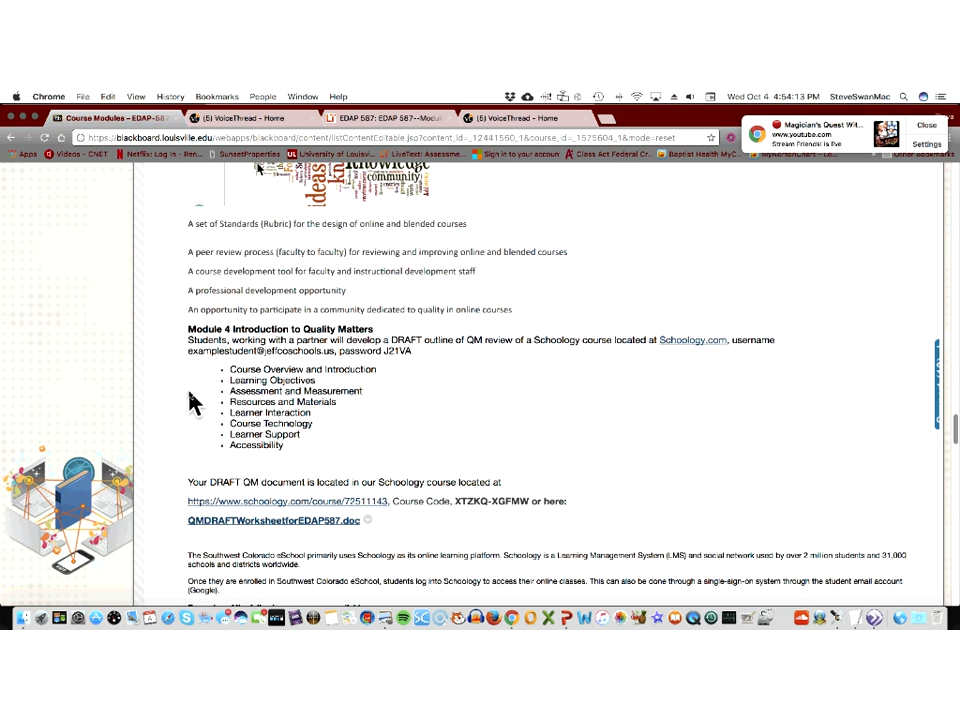 Chrome File Edit View History Bookmarks People Window Help Wed Oct 4 4:54:13 PM SteveSwanMac
Course Modules – EDAP-587 (5) VoiceThread - Home EDAP 587: EDAP 587--Modu (5) VoiceThread - Home
https://blackboard.louisville.edu/webapps/blackboard/content/listContentEditable.jsp?content_id=_12441560_1&course_id=_1575604_1&mode=reset
Magician's Quest Wit... Close
www.youtube.com
Stream Friends! is live Settings
Apps Videos - CNET Netflix: Log in - Ren... SunsetProperties University of Louisvi... LiveText: Assessme... Sign in to your account Class Act Federal Cr... Baptist Health MyC... Other Bookmarks
ideas
community
A set of Standards (Rubric) for the design of online and blended courses
A peer review process (faculty to faculty) for reviewing and improving online and blended courses
A course development tool for faculty and instructional development staff
A professional development opportunity
An opportunity to participate in a community dedicated to quality in online courses
Module 4 Introduction to Quality Matters
Students, working with a partner will develop a DRAFT outline of QM review of a Schoology course located at Schoology.com, username
examplestudent@jeffcoschools.us, password J21VA
• Course Overview and Introduction
• Learning Objectives
• Assessment and Measurement
• Resources and Materials
• Learner Interaction
• Course Technology
• Learner Support
• Accessibility
Your DRAFT QM document is located in our Schoology course located at
https://www.schoology.com/course/72511143, Course Code, XTZKQ-XGFMW or here:
QMDRAFTWorksheetforEDAP587.doc
The Southwest Colorado eSchool primarily uses Schoology as its online learning platform. Schoology is a Learning Management System (LMS) and social network used by over 2 million students and 31,000
schools and districts worldwide.
Once they are enrolled in Southwest Colorado eSchool, students log into Schoology to access their online classes. This can also be done through a single-sign-on system through the student email account
(Google).